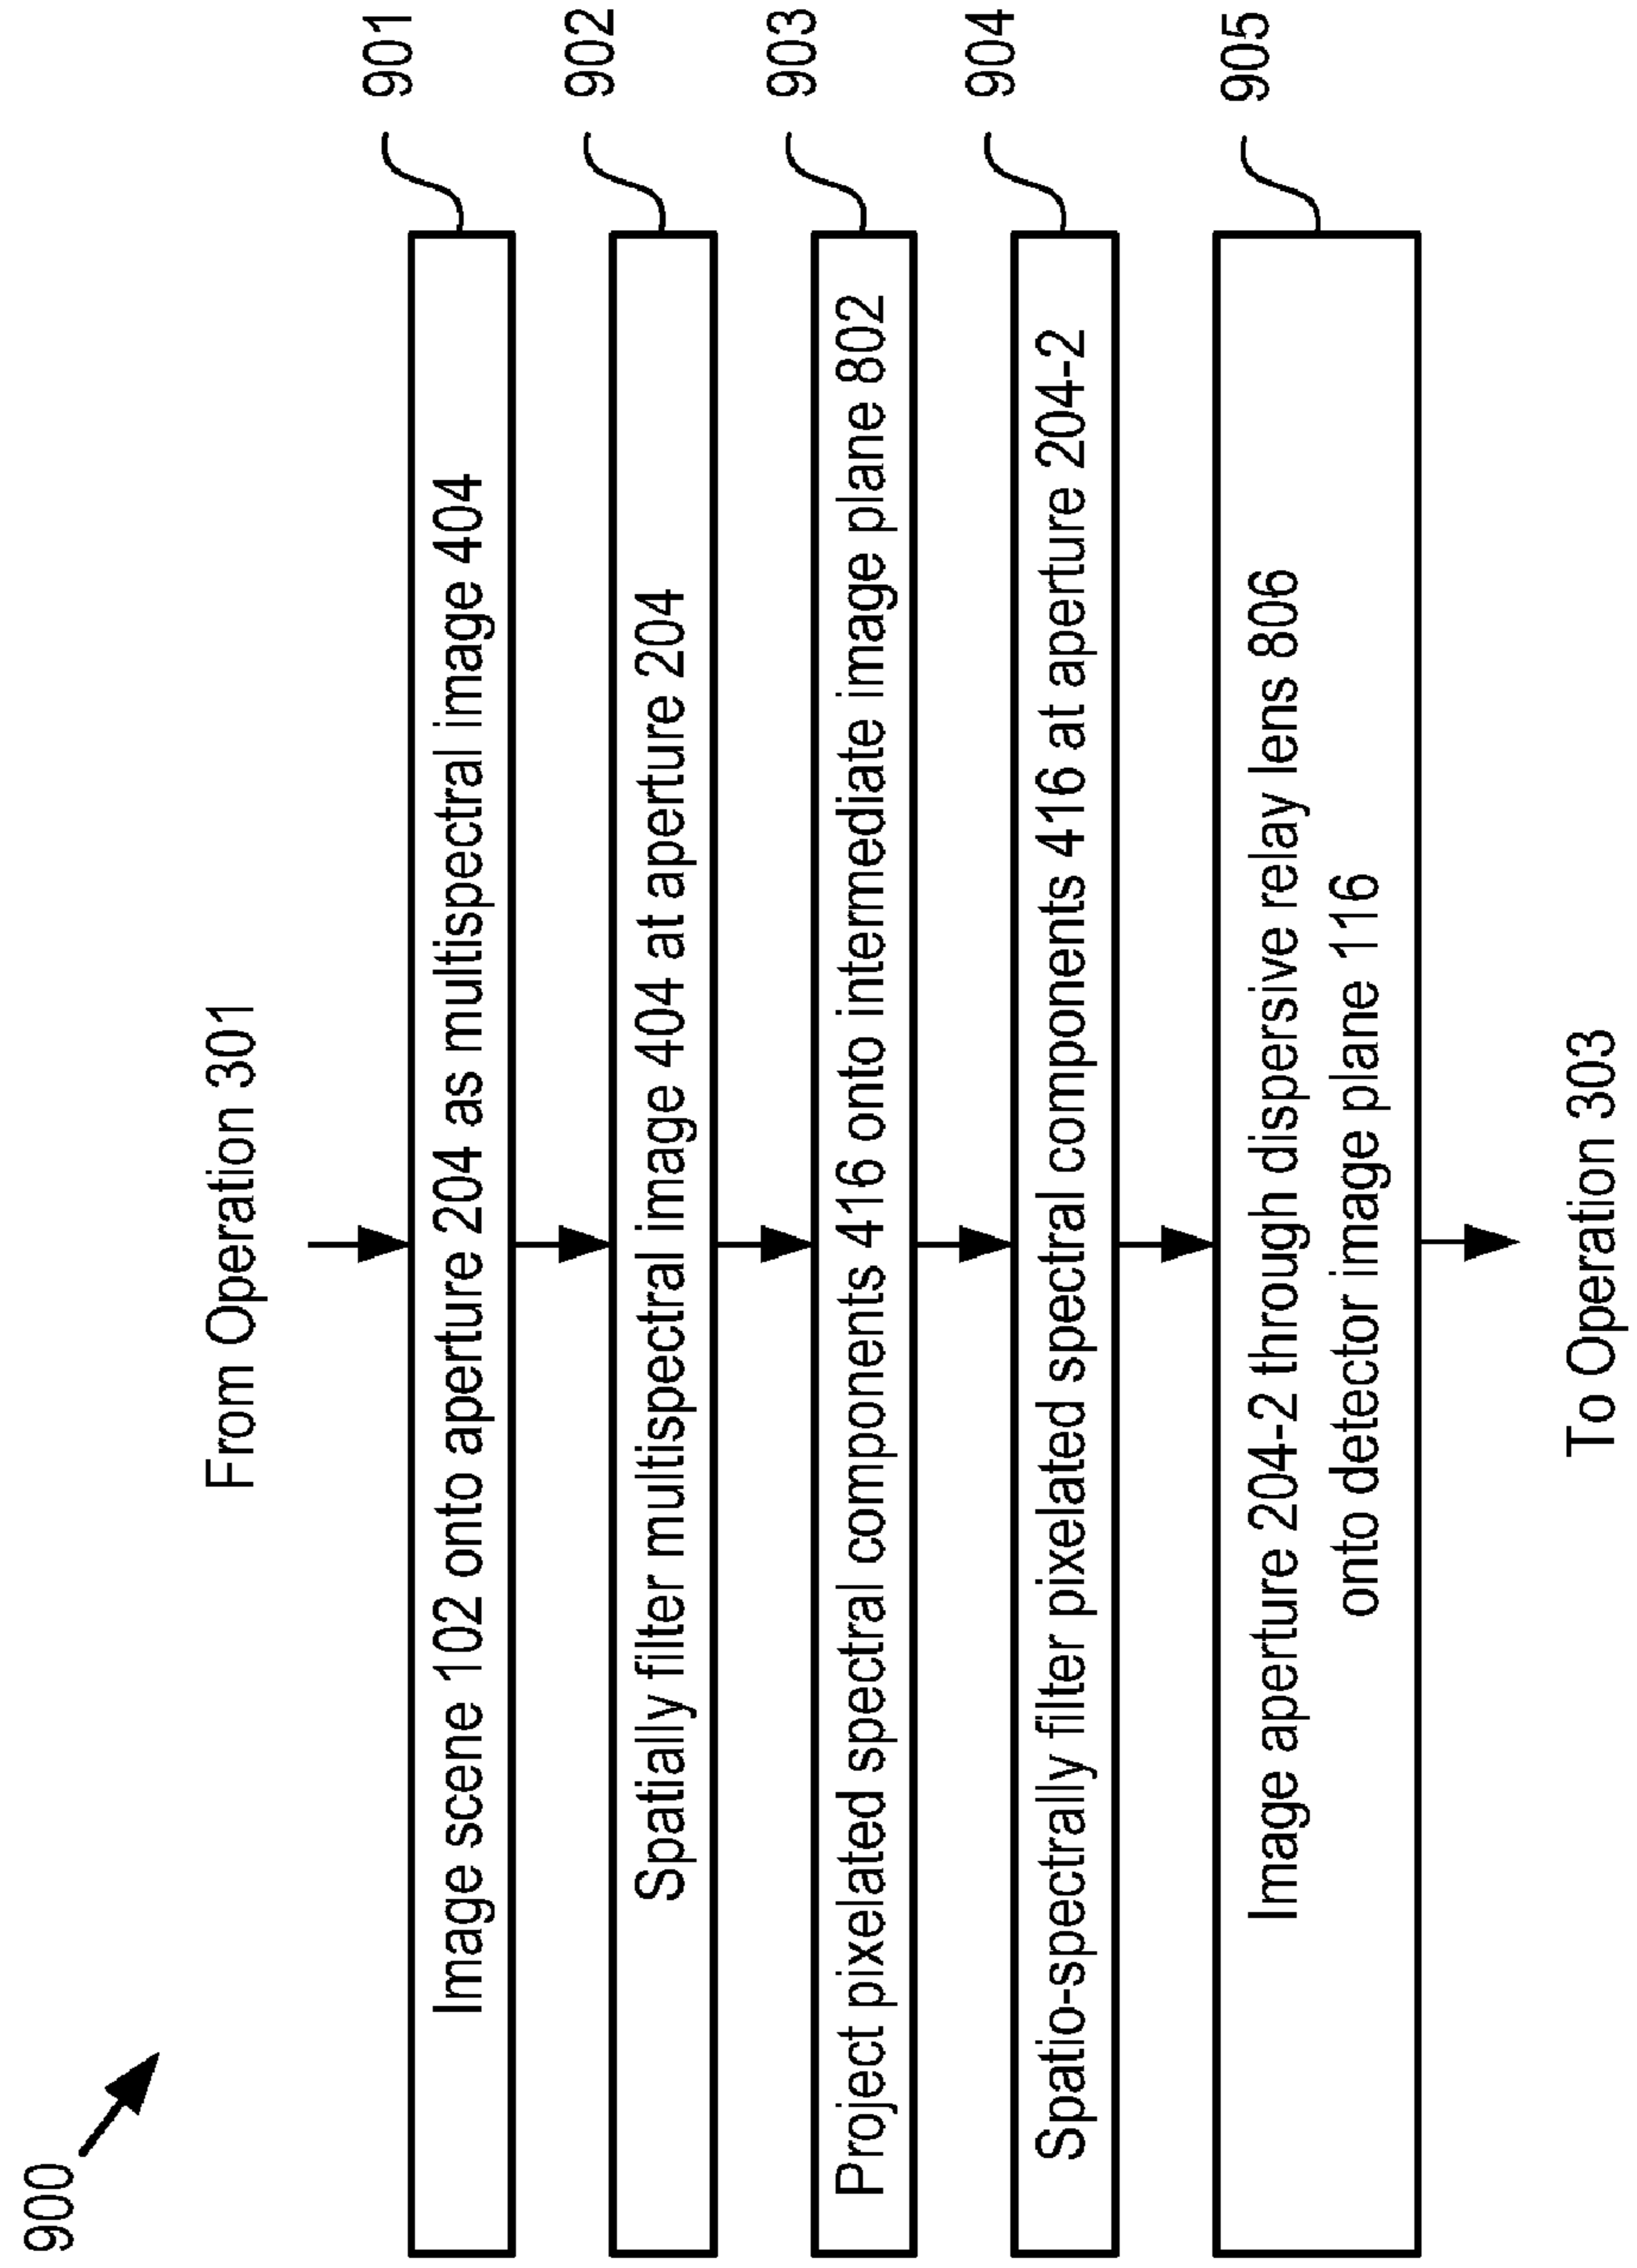 900
From Operation 301
Image scene 102 onto aperture 204 as multispectral image 404
901
Spatially filter multispectral image 404 at aperture 204
902
Project pixelated spectral components 416 onto intermediate image plane 802
903
Spatio-spectrally filter pixelated spectral components 416 at aperture 204-2
904
Image aperture 204-2 through dispersive relay lens 806
onto detector image plane 116
905
To Operation 303